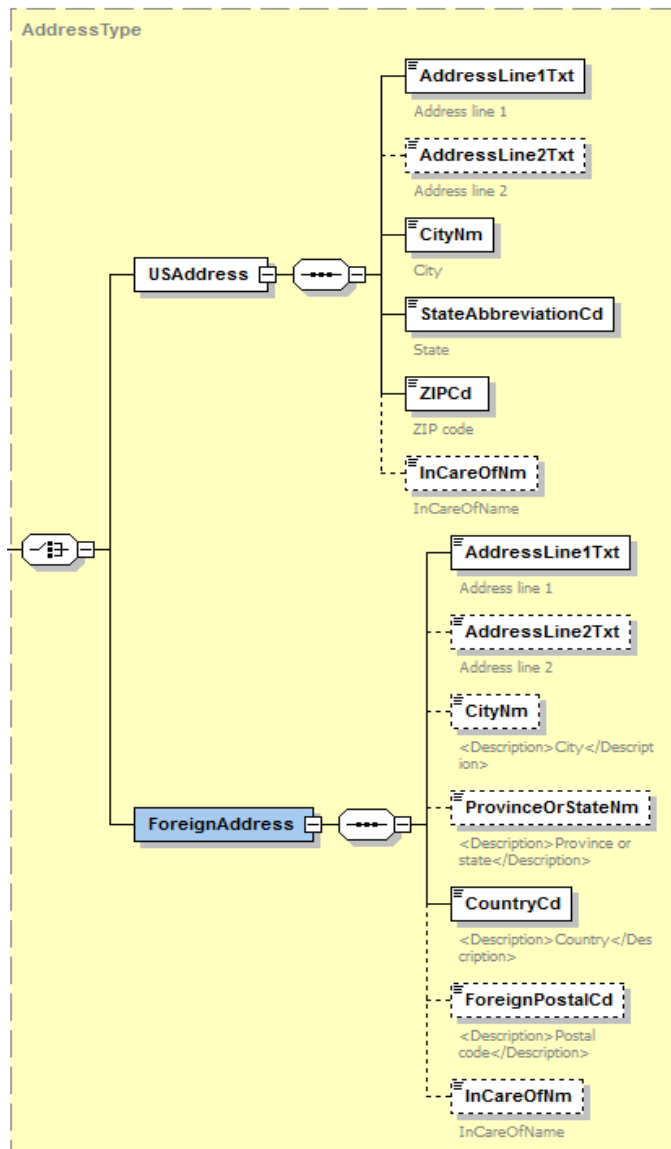 AddressType
AddressLine1Txt
Address line 1
AddressLine2Txt
Address line 2
CityNm
City
USAddress
StateAbbreviationCd
State
ZIPCd
ZIP code
InCareOfNm
InCareOfName
AddressLine1Txt
Address line 1
AddressLine2Txt
Address line 2
CityNm
<Description>City</Descript
ion>
ProvinceOrStateNm
<Description>Province or
state</Description>
ForeignAddress
CountryCd
<Description>Country</Des
cription>
ForeignPostalCd
<Description>Postal
code</Description>
InCareOfNm
InCareOfName